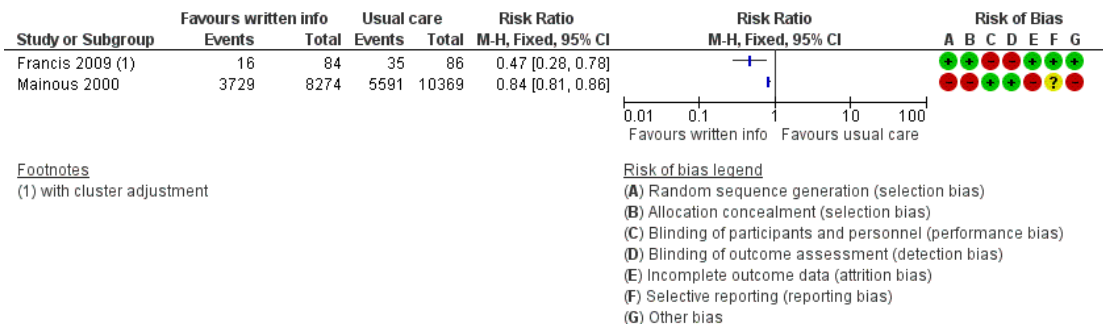 Favours written info Usual care Risk Ratio Risk Ratio Risk of Bias
Study or Subgroup Events Total Events Total M-H, Fixed, 95% CI M-H, Fixed, 95% CI A B C D E F G
Francis 2009 (1) 16 84 35 86 0.47 [0.28, 0.78] + + - - + + +
Mainous 2000 3729 8274 5591 10369 0.84 [0.81, 0.86] - - + + - ? -
0.01 0.1 1 10 100
Favours written info Favours usual care
Footnotes
(1) with cluster adjustment
Risk of bias legend
(A) Random sequence generation (selection bias)
(B) Allocation concealment (selection bias)
(C) Blinding of participants and personnel (performance bias)
(D) Blinding of outcome assessment (detection bias)
(E) Incomplete outcome data (attrition bias)
(F) Selective reporting (reporting bias)
(G) Other bias